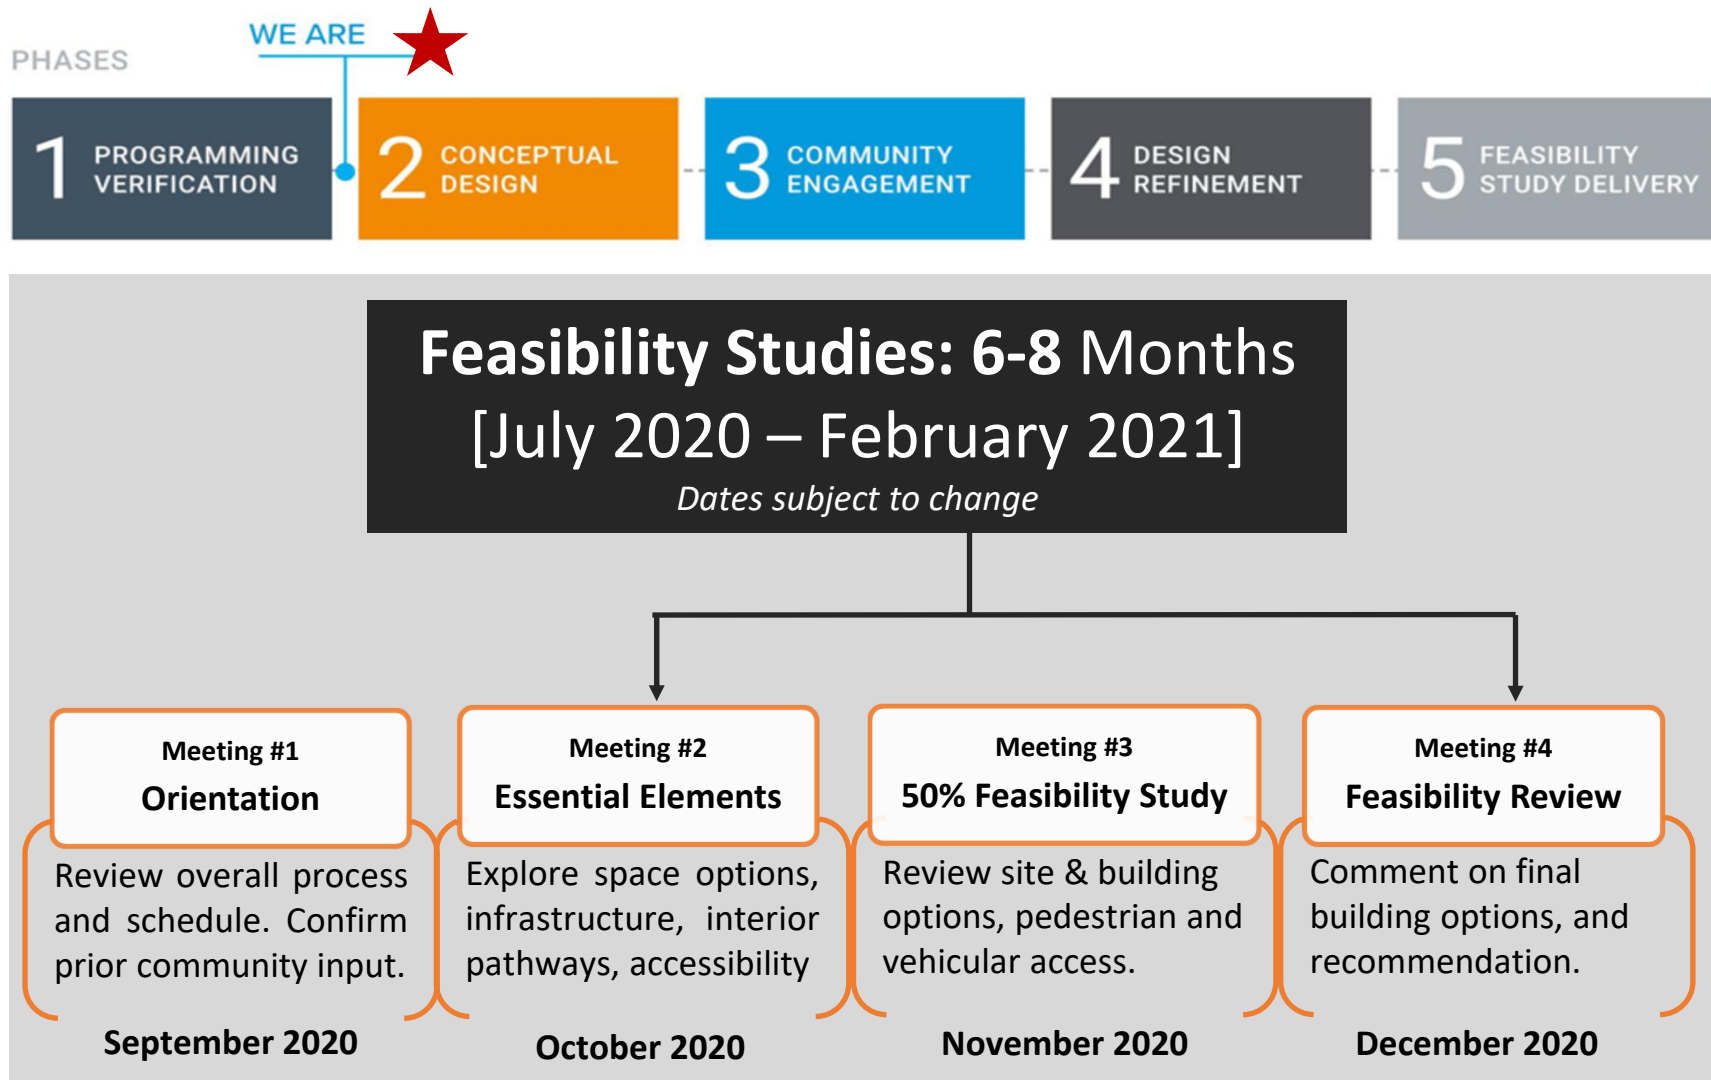 PHASES
WE ARE
1 PROGRAMMING
VERIFICATION
2 CONCEPTUAL
DESIGN
3 COMMUNITY
ENGAGEMENT
4 DESIGN
REFINEMENT
5 FEASIBILITY
STUDY DELIVERY
Feasibility Studies: 6-8 Months
[July 2020 – February 2021]
Dates subject to change
Meeting #1
Orientation
Review overall process
and schedule. Confirm
prior community input.
September 2020
Meeting #2
Essential Elements
Explore space options,
infrastructure, interior
pathways, accessibility
October 2020
Meeting #3
50% Feasibility Study
Review site & building
options, pedestrian and
vehicular access.
November 2020
Meeting #4
Feasibility Review
Comment on final
building options, and
recommendation.
December 2020